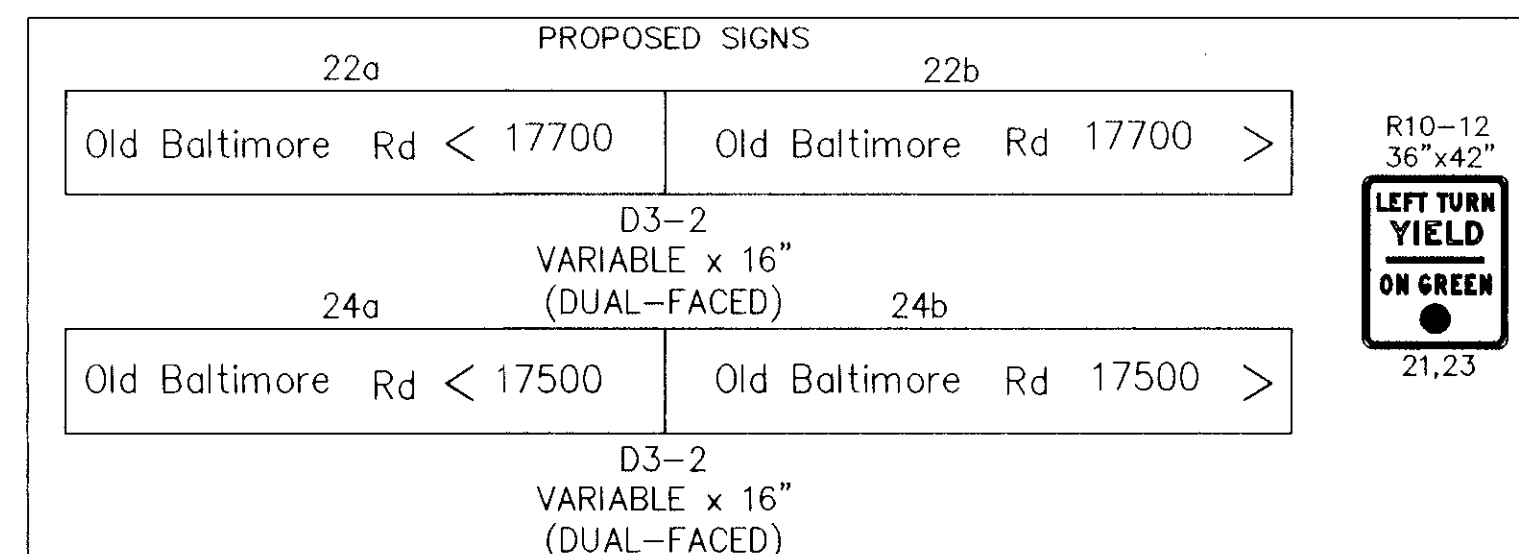 PROPOSED SIGNS
22a 22b
Old Baltimore Rd < 17700 Old Baltimore Rd 17700 >
D3-2
VARIABLE x 16"
(DUAL-FACED)
24a 24b
Old Baltimore Rd < 17500 Old Baltimore Rd 17500 >
D3-2
VARIABLE x 16"
(DUAL-FACED)
R10-12
36"x42"
LEFT TURN
YIELD
ON GREEN
21,23